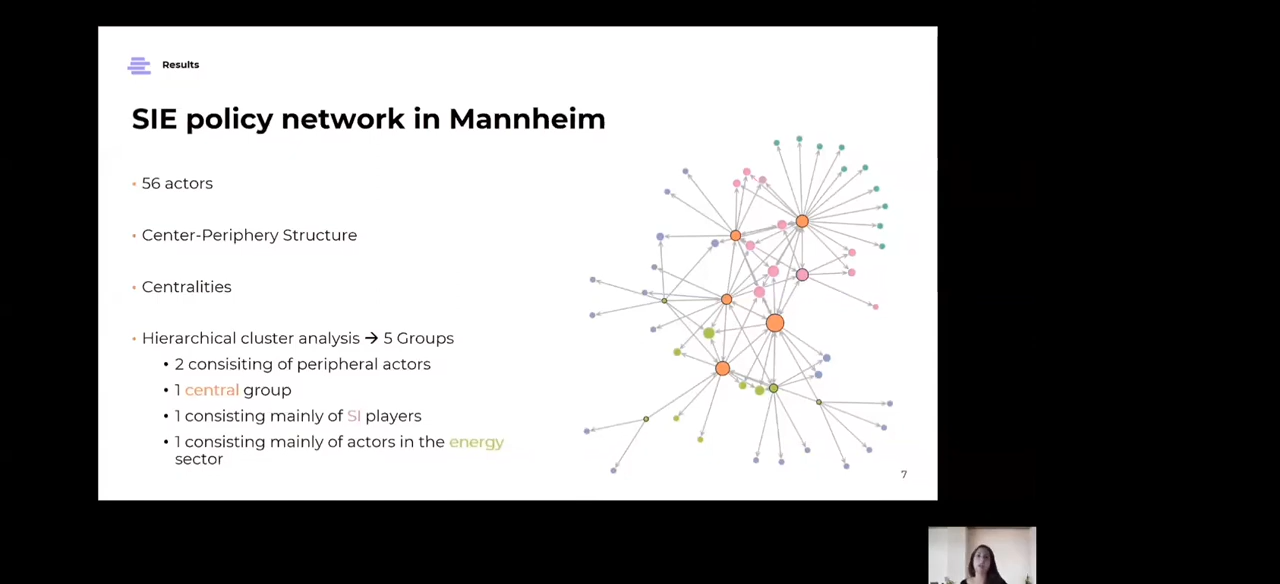 Results
SIE policy network in Mannheim
• 56 actors
• Center-Periphery Structure
• Centralities
• Hierarchical cluster analysis → 5 Groups
• 2 consisiting of peripheral actors
• 1 central group
• 1 consisting mainly of SI players
• 1 consisting mainly of actors in the energy
sector
7